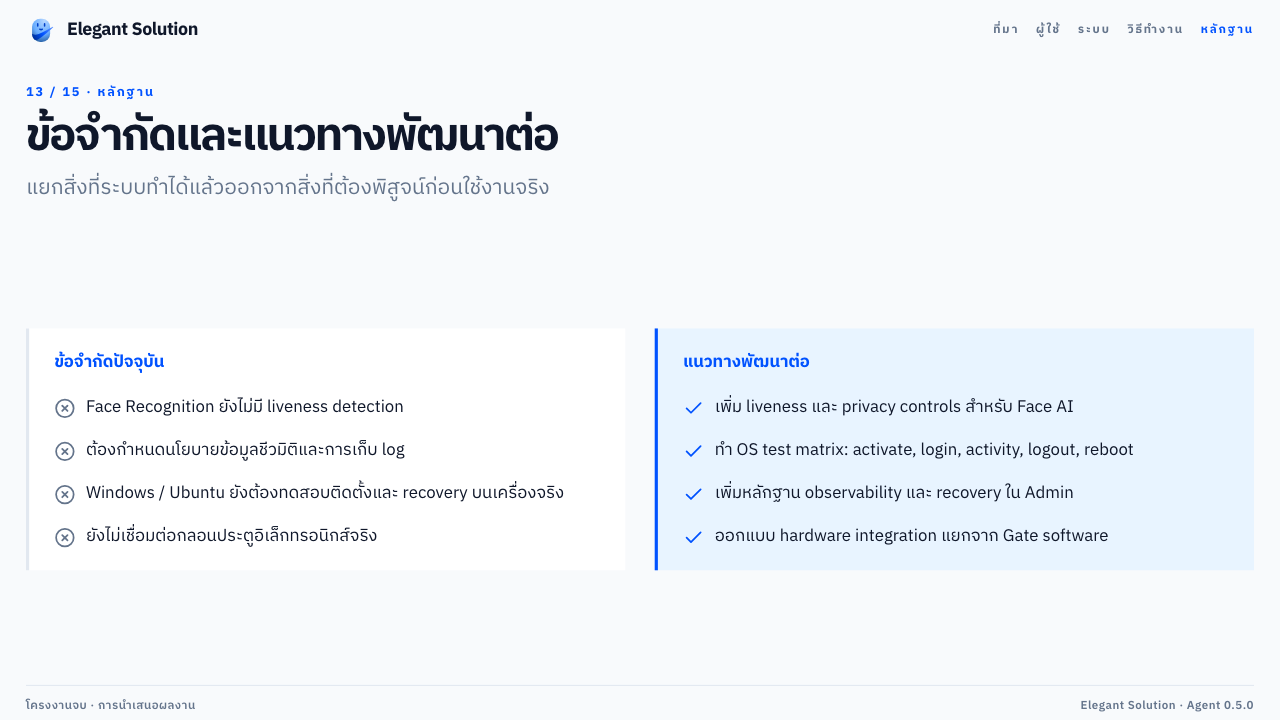 Elegant Solution
ที่มา ผู้ใช้ ระบบ วิธีทำงาน หลักฐาน
13 / 15 · หลักฐาน
ข้อจำกัดและแนวทางพัฒนาต่อ
แยกสิ่งที่ระบบทำได้แล้วออกจากสิ่งที่ต้องพิสูจน์ก่อนใช้งานจริง
ข้อจำกัดปัจจุบัน
Face Recognition ยังไม่มี liveness detection
ต้องกำหนดนโยบายข้อมูลชีวมิติและการเก็บ log
Windows / Ubuntu ยังต้องทดสอบติดตั้งและ recovery บนเครื่องจริง
ยังไม่เชื่อมต่อกลอนประตูอิเล็กทรอนิกส์จริง
แนวทางพัฒนาต่อ
เพิ่ม liveness และ privacy controls สำหรับ Face AI
ทำ OS test matrix: activate, login, activity, logout, reboot
เพิ่มหลักฐาน observability และ recovery ใน Admin
ออกแบบ hardware integration แยกจาก Gate software
โครงงานจบ · การนำเสนอผลงาน
Elegant Solution · Agent 0.5.0